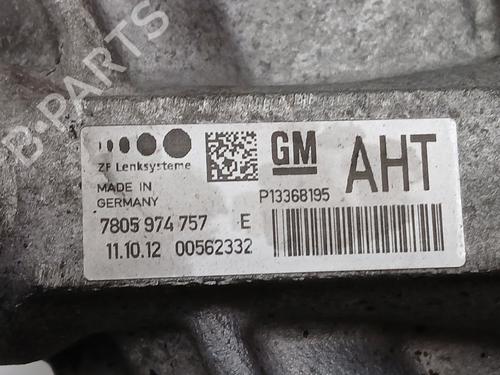 B-PARTS
ZF Lenksysteme
GM
AHT
MADE IN
GERMANY
P13368195
7805 974 757 E
11.10.12 00562332